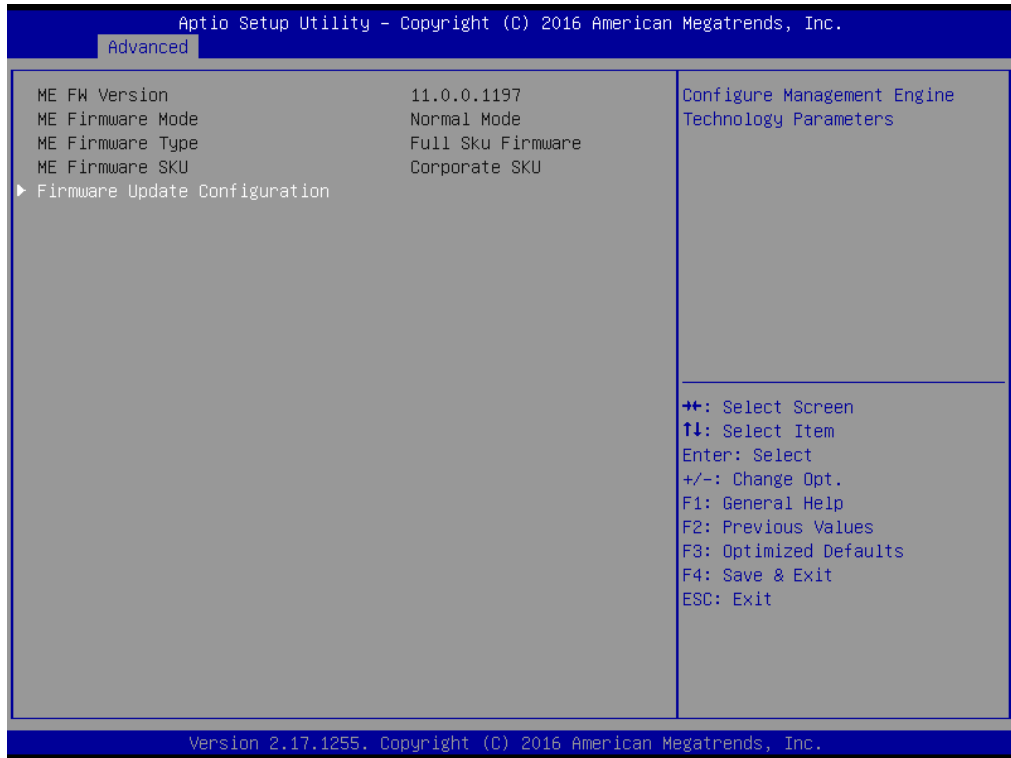 Aptio Setup Utility – Copyright (C) 2016 American Megatrends, Inc.
Advanced
ME FW Version 11.0.0.1197
ME Firmware Mode Normal Mode
ME Firmware Type Full Sku Firmware
ME Firmware SKU Corporate SKU
▶ Firmware Update Configuration
Configure Management Engine
Technology Parameters
→←: Select Screen
↑↓: Select Item
Enter: Select
+/-: Change Opt.
F1: General Help
F2: Previous Values
F3: Optimized Defaults
F4: Save & Exit
ESC: Exit
Version 2.17.1255. Copyright (C) 2016 American Megatrends, Inc.